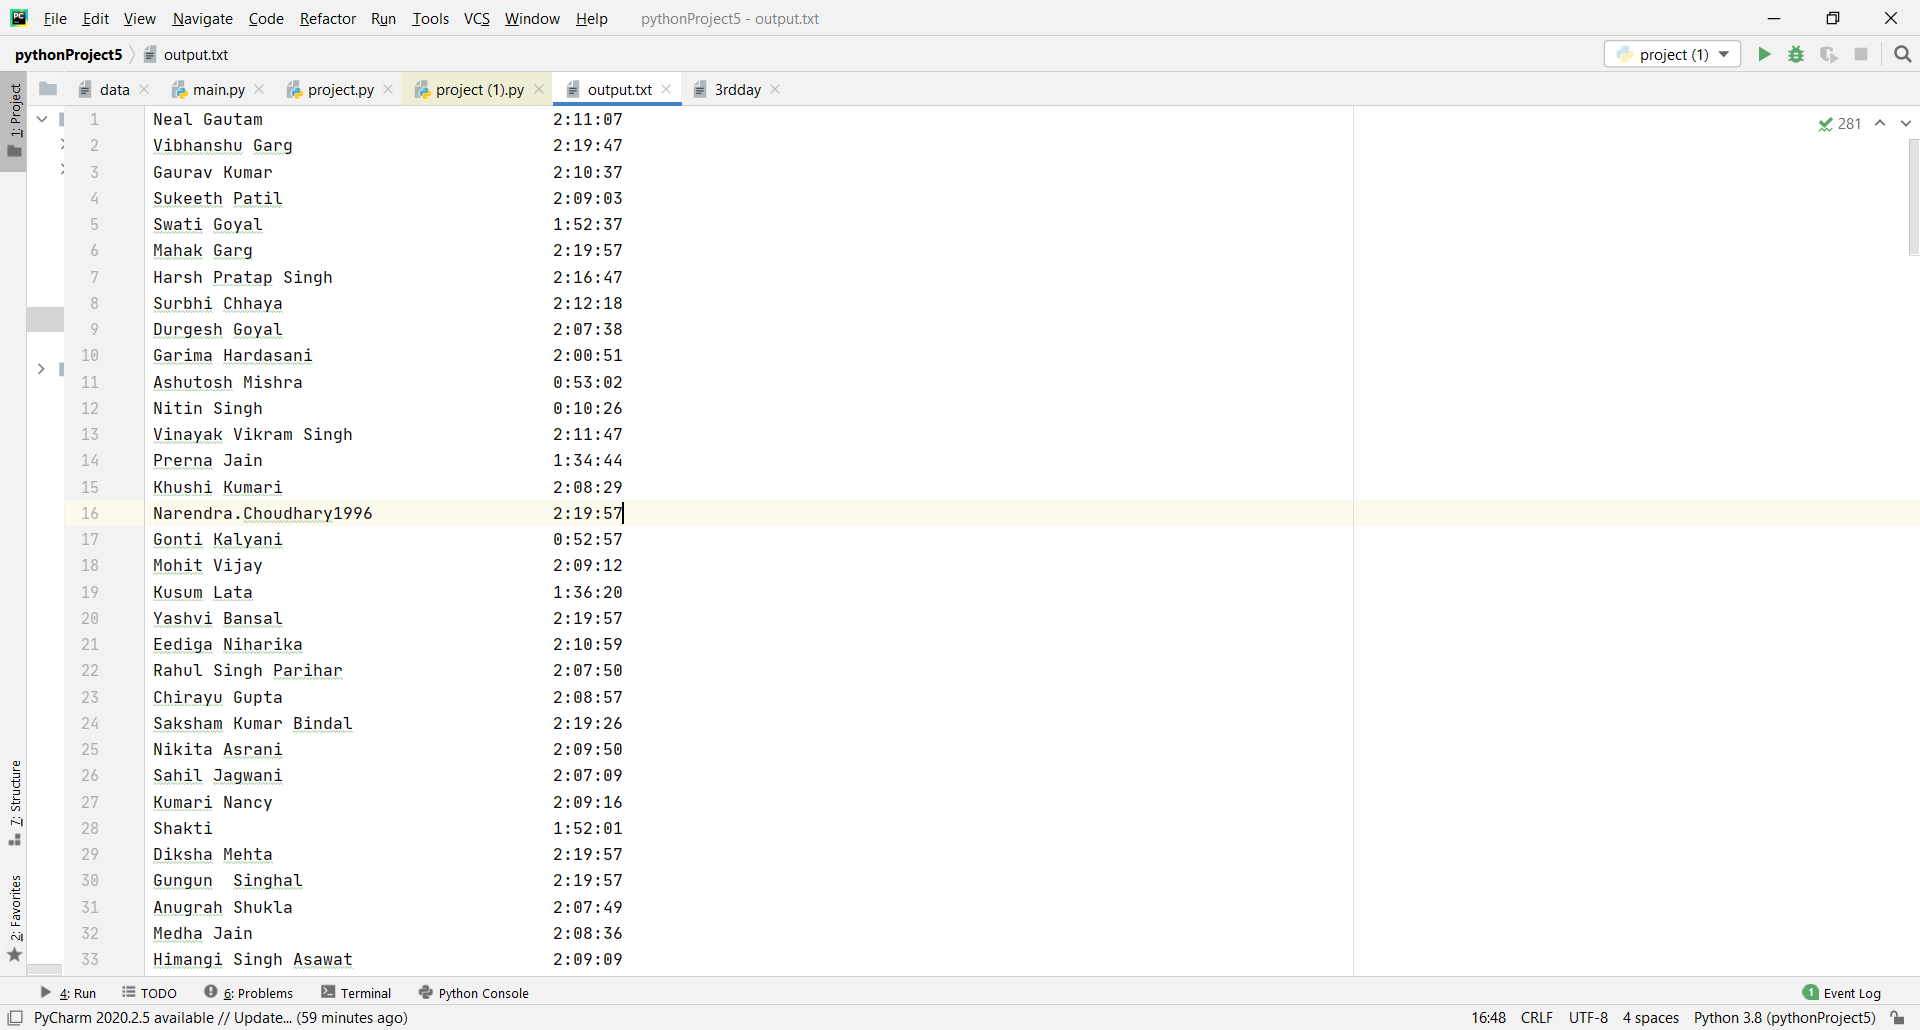 File Edit View Navigate Code Refactor Run Tools VCS Window Help pythonProject5 - output.txt
pythonProject5 output.txt project (1)
1: Project
data main.py project.py project (1).py output.txt 3rdday
281
1 Neal Gautam 2:11:07
2 Vibhanshu Garg 2:19:47
3 Gaurav Kumar 2:10:37
4 Sukeeth Patil 2:09:03
5 Swati Goyal 1:52:37
6 Mahak Garg 2:19:57
7 Harsh Pratap Singh 2:16:47
8 Surbhi Chhaya 2:12:18
9 Durgesh Goyal 2:07:38
10 Garima Hardasani 2:00:51
11 Ashutosh Mishra 0:53:02
12 Nitin Singh 0:10:26
13 Vinayak Vikram Singh 2:11:47
14 Prerna Jain 1:34:44
15 Khushi Kumari 2:08:29
16 Narendra.Choudhary1996 2:19:57
17 Gonti Kalyani 0:52:57
18 Mohit Vijay 2:09:12
19 Kusum Lata 1:36:20
20 Yashvi Bansal 2:19:57
21 Eediga Niharika 2:10:59
22 Rahul Singh Parihar 2:07:50
23 Chirayu Gupta 2:08:57
24 Saksham Kumar Bindal 2:19:26
25 Nikita Asrani 2:09:50
26 Sahil Jagwani 2:07:09
27 Kumari Nancy 2:09:16
28 Shakti 1:52:01
29 Diksha Mehta 2:19:57
30 Gungun  Singhal 2:19:57
31 Anugrah Shukla 2:07:49
32 Medha Jain 2:08:36
33 Himangi Singh Asawat 2:09:09
7: Structure
2: Favorites
4: Run TODO 6: Problems Terminal Python Console 1 Event Log
PyCharm 2020.2.5 available // Update... (59 minutes ago) 16:48 CRLF UTF-8 4 spaces Python 3.8 (pythonProject5)